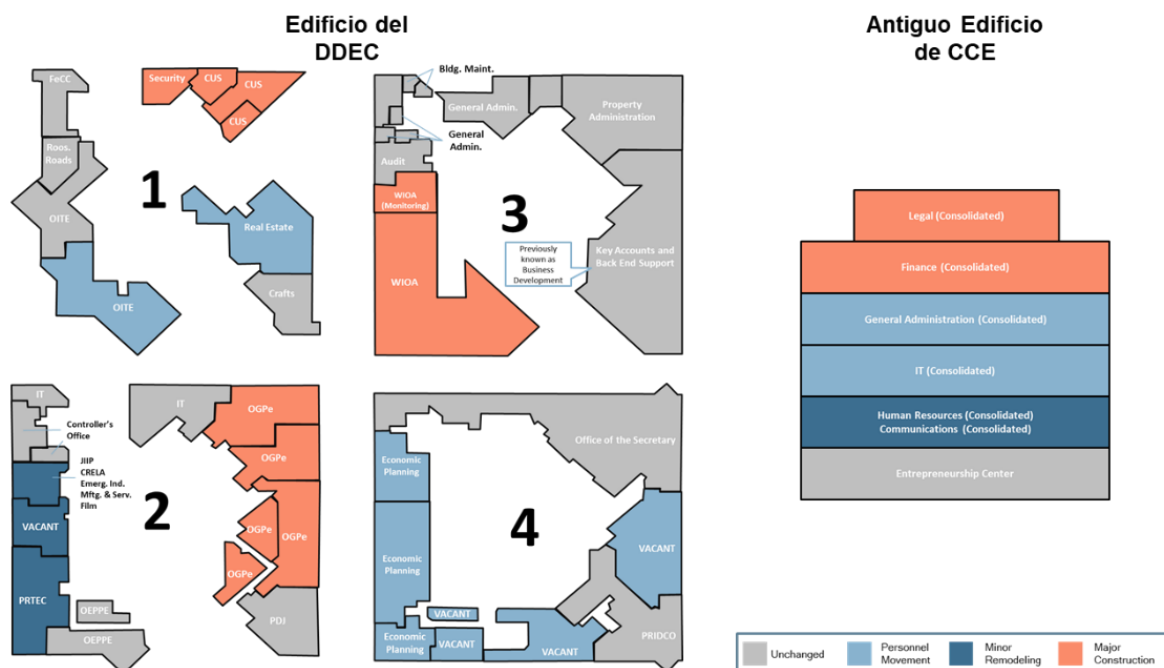 Edificio del
DDEC
Antiguo Edificio
de CCE
FeCC
Roos.
Roads
OITE
OITE
Security
CUS
CUS
CUS
1
Real Estate
Crafts
Bldg. Maint.
General Admin.
Property
Administration
General
Admin.
Audit
WIOA
(Monitoring)
3
Previously
known as
Business
Development
Key Accounts and
Back End Support
WIOA
Legal (Consolidated)
Finance (Consolidated)
General Administration (Consolidated)
IT (Consolidated)
Human Resources (Consolidated)
Communications (Consolidated)
Entrepreneurship Center
IT
Controller's
Office
JIIP
CRELA
Emerg. Ind.
Mftg. & Serv.
Film
VACANT
2
PRTEC
OEPPE
OEPPE
IT
OGPe
OGPe
OGPe
OGPe
OGPe
PDJ
Office of the Secretary
Economic
Planning
4
Economic
Planning
VACANT
VACANT
Economic
Planning
VACANT
VACANT
PRIDCO
Unchanged
Personnel
Movement
Minor
Remodeling
Major
Construction